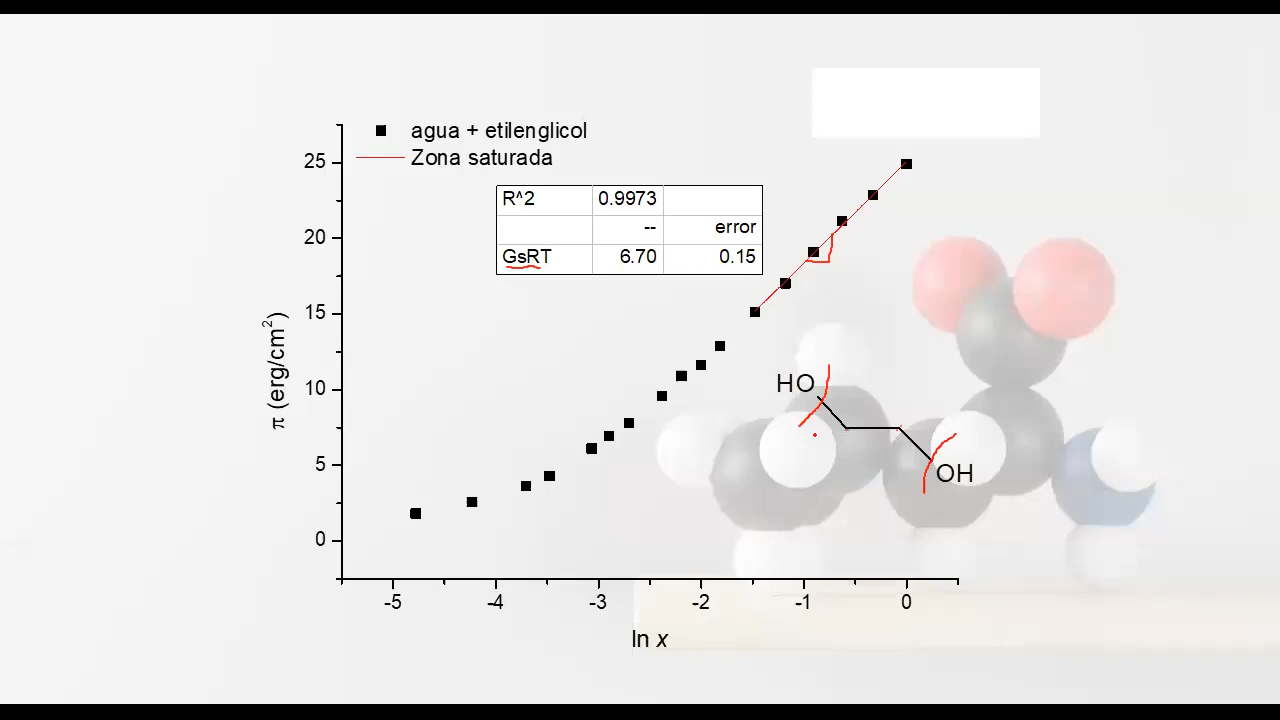 agua + etilenglicol
Zona saturada
R^2 0.9973
-- error
GsRT 6.70 0.15
25
20
15
10
5
0
π (erg/cm²)
HO
OH
-5 -4 -3 -2 -1 0
ln x